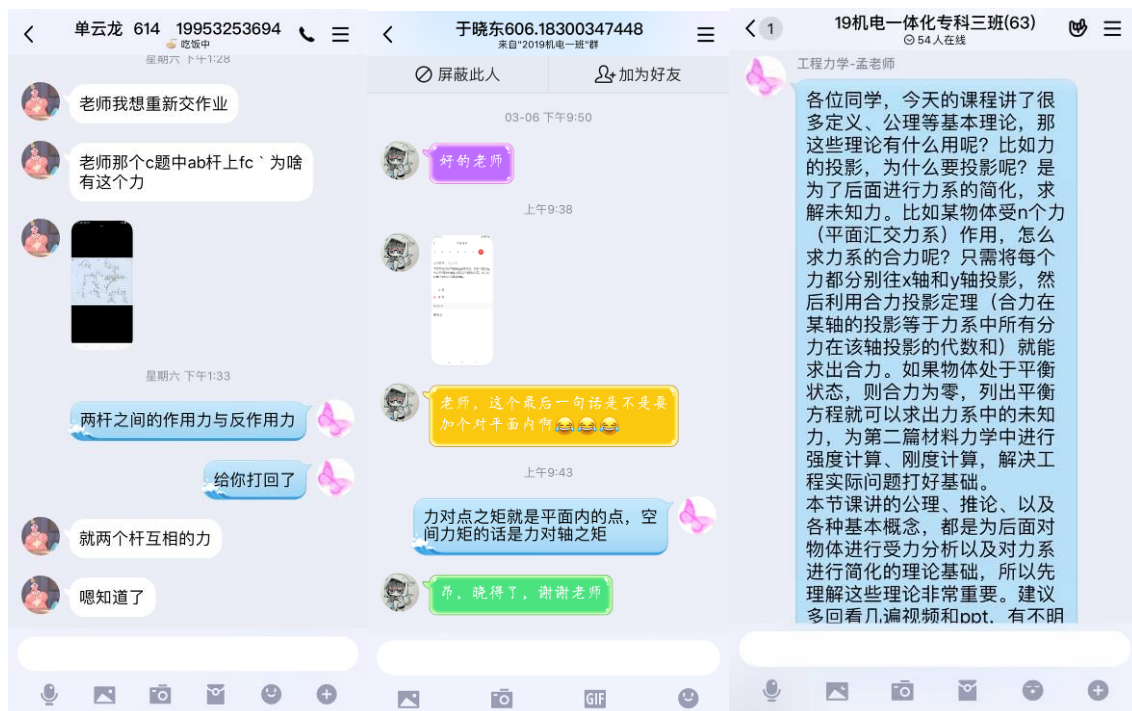 单云龙 614 19953253694
吃饭中
星期六 下午1:28
老师我想重新交作业
老师那个c题中ab杆上fc｀为啥
有这个力
星期六 下午1:33
两杆之间的作用力与反作用力
给你打回了
就两个杆互相的力
嗯知道了
于晓东606.18300347448
来自"2019机电一班"群
屏蔽此人
加为好友
03-06 下午9:50
好的老师
上午9:38
老师，这个最后一句话是不是要
加个对平面内啊😂😂😂
上午9:43
力对点之矩就是平面内的点，空
间力矩的话是力对轴之矩
昂，晓得了，谢谢老师
GIF
1
19机电一体化专科三班(63)
54人在线
工程力学-孟老师
各位同学，今天的课程讲了很
多定义、公理等基本理论，那
这些理论有什么用呢？比如力
的投影，为什么要投影呢？是
为了后面进行力系的简化，求
解未知力。比如某物体受n个力
（平面汇交力系）作用，怎么
求力系的合力呢？只需将每个
力都分别往x轴和y轴投影，然
后利用合力投影定理（合力在
某轴的投影等于力系中所有分
力在该轴投影的代数和）就能
求出合力。如果物体处于平衡
状态，则合力为零，列出平衡
方程就可以求出力系中的未知
力，为第二篇材料力学中进行
强度计算、刚度计算，解决工
程实际问题打好基础。
本节课讲的公理、推论、以及
各种基本概念，都是为后面对
物体进行受力分析以及对力系
进行简化的理论基础，所以先
理解这些理论非常重要。建议
多回看几遍视频和ppt，有不明